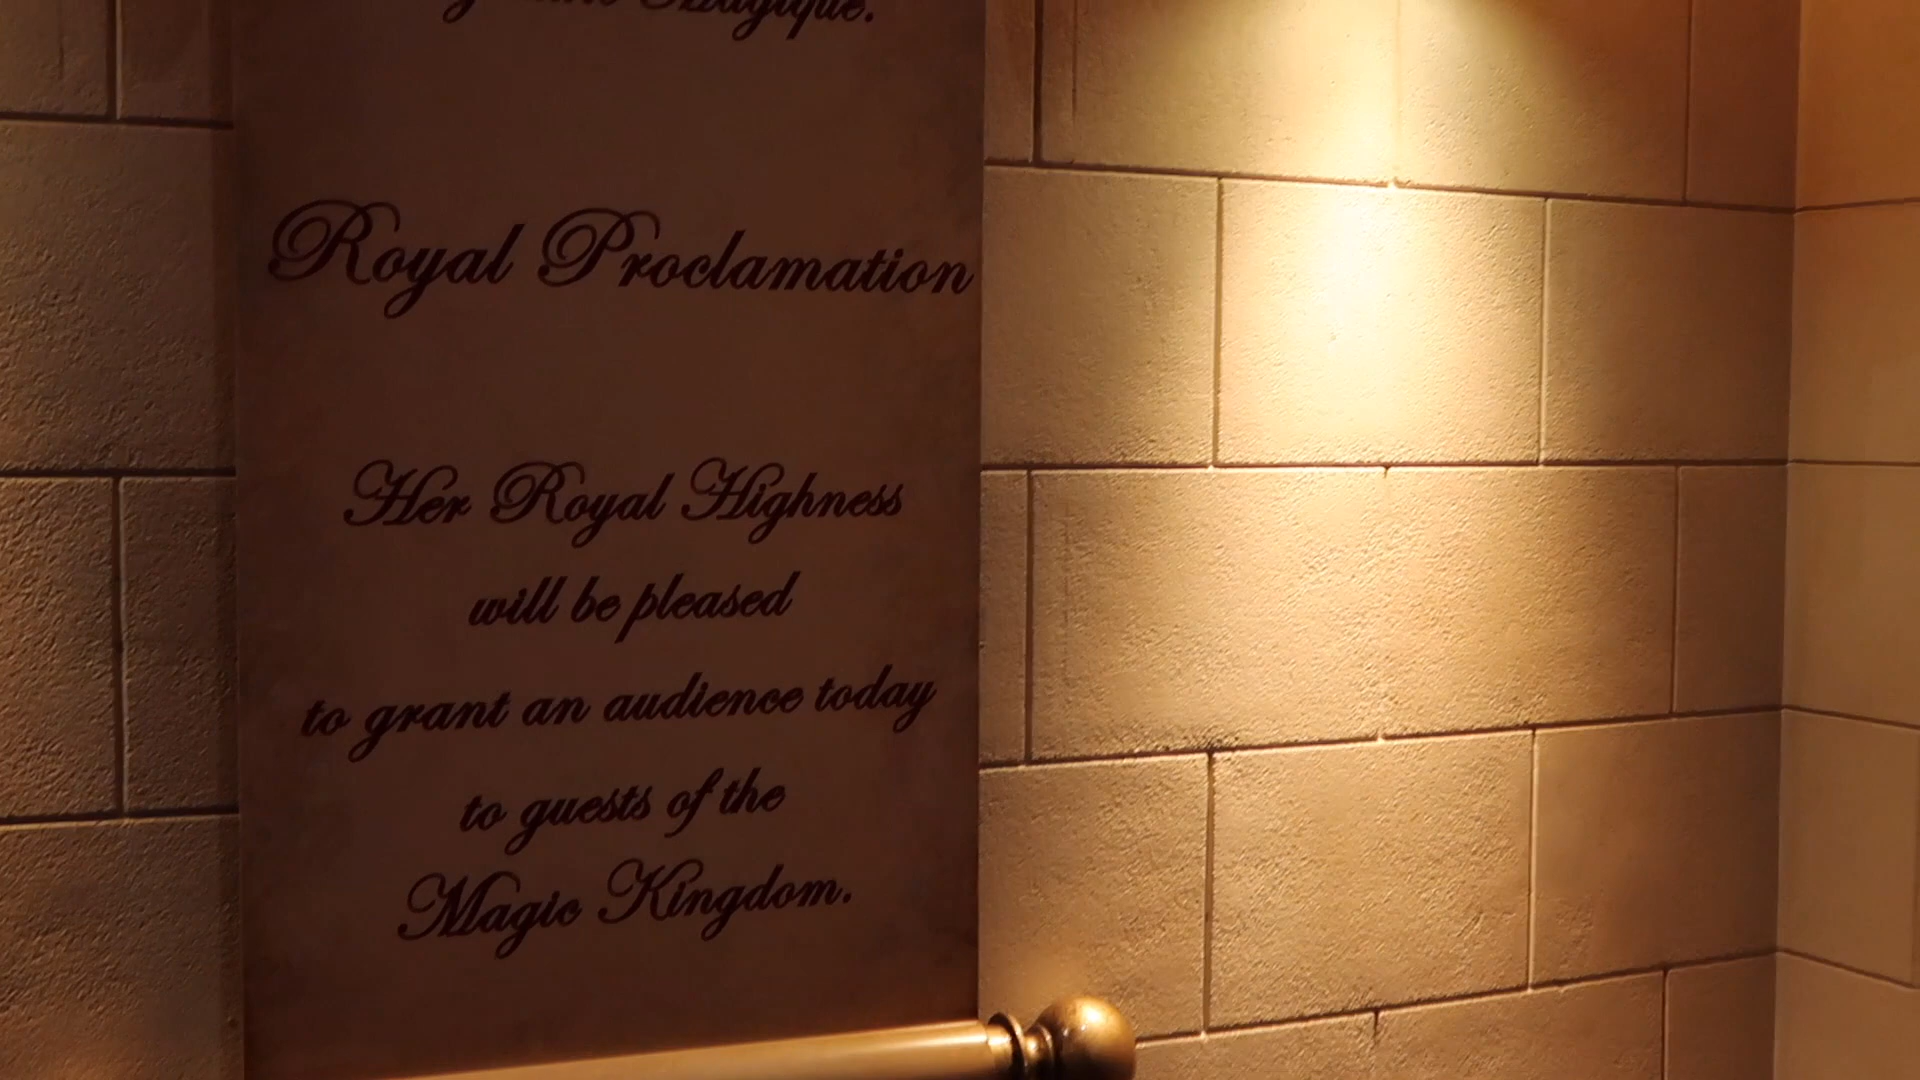 Magique.
Royal Proclamation
Her Royal Highness
will be pleased
to grant an audience today
to guests of the
Magic Kingdom.